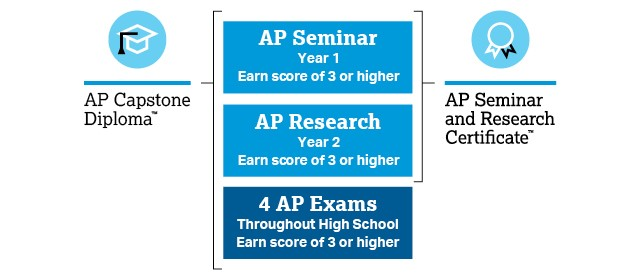 AP Capstone
Diploma™
AP Seminar
Year 1
Earn score of 3 or higher
AP Research
Year 2
Earn score of 3 or higher
4 AP Exams
Throughout High School
Earn score of 3 or higher
AP Seminar
and Research
Certificate™